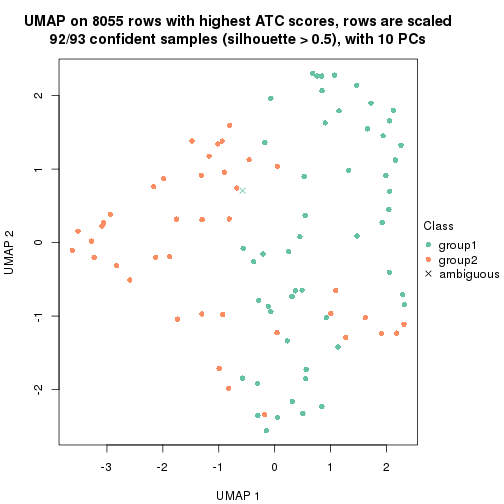 UMAP on 8055 rows with highest ATC scores, rows are scaled
92/93 confident samples (silhouette > 0.5), with 10 PCs
2
1
0
-1
-2
UMAP 2
-3
-2
-1
0
1
2
UMAP 1
Class
group1
group2
ambiguous